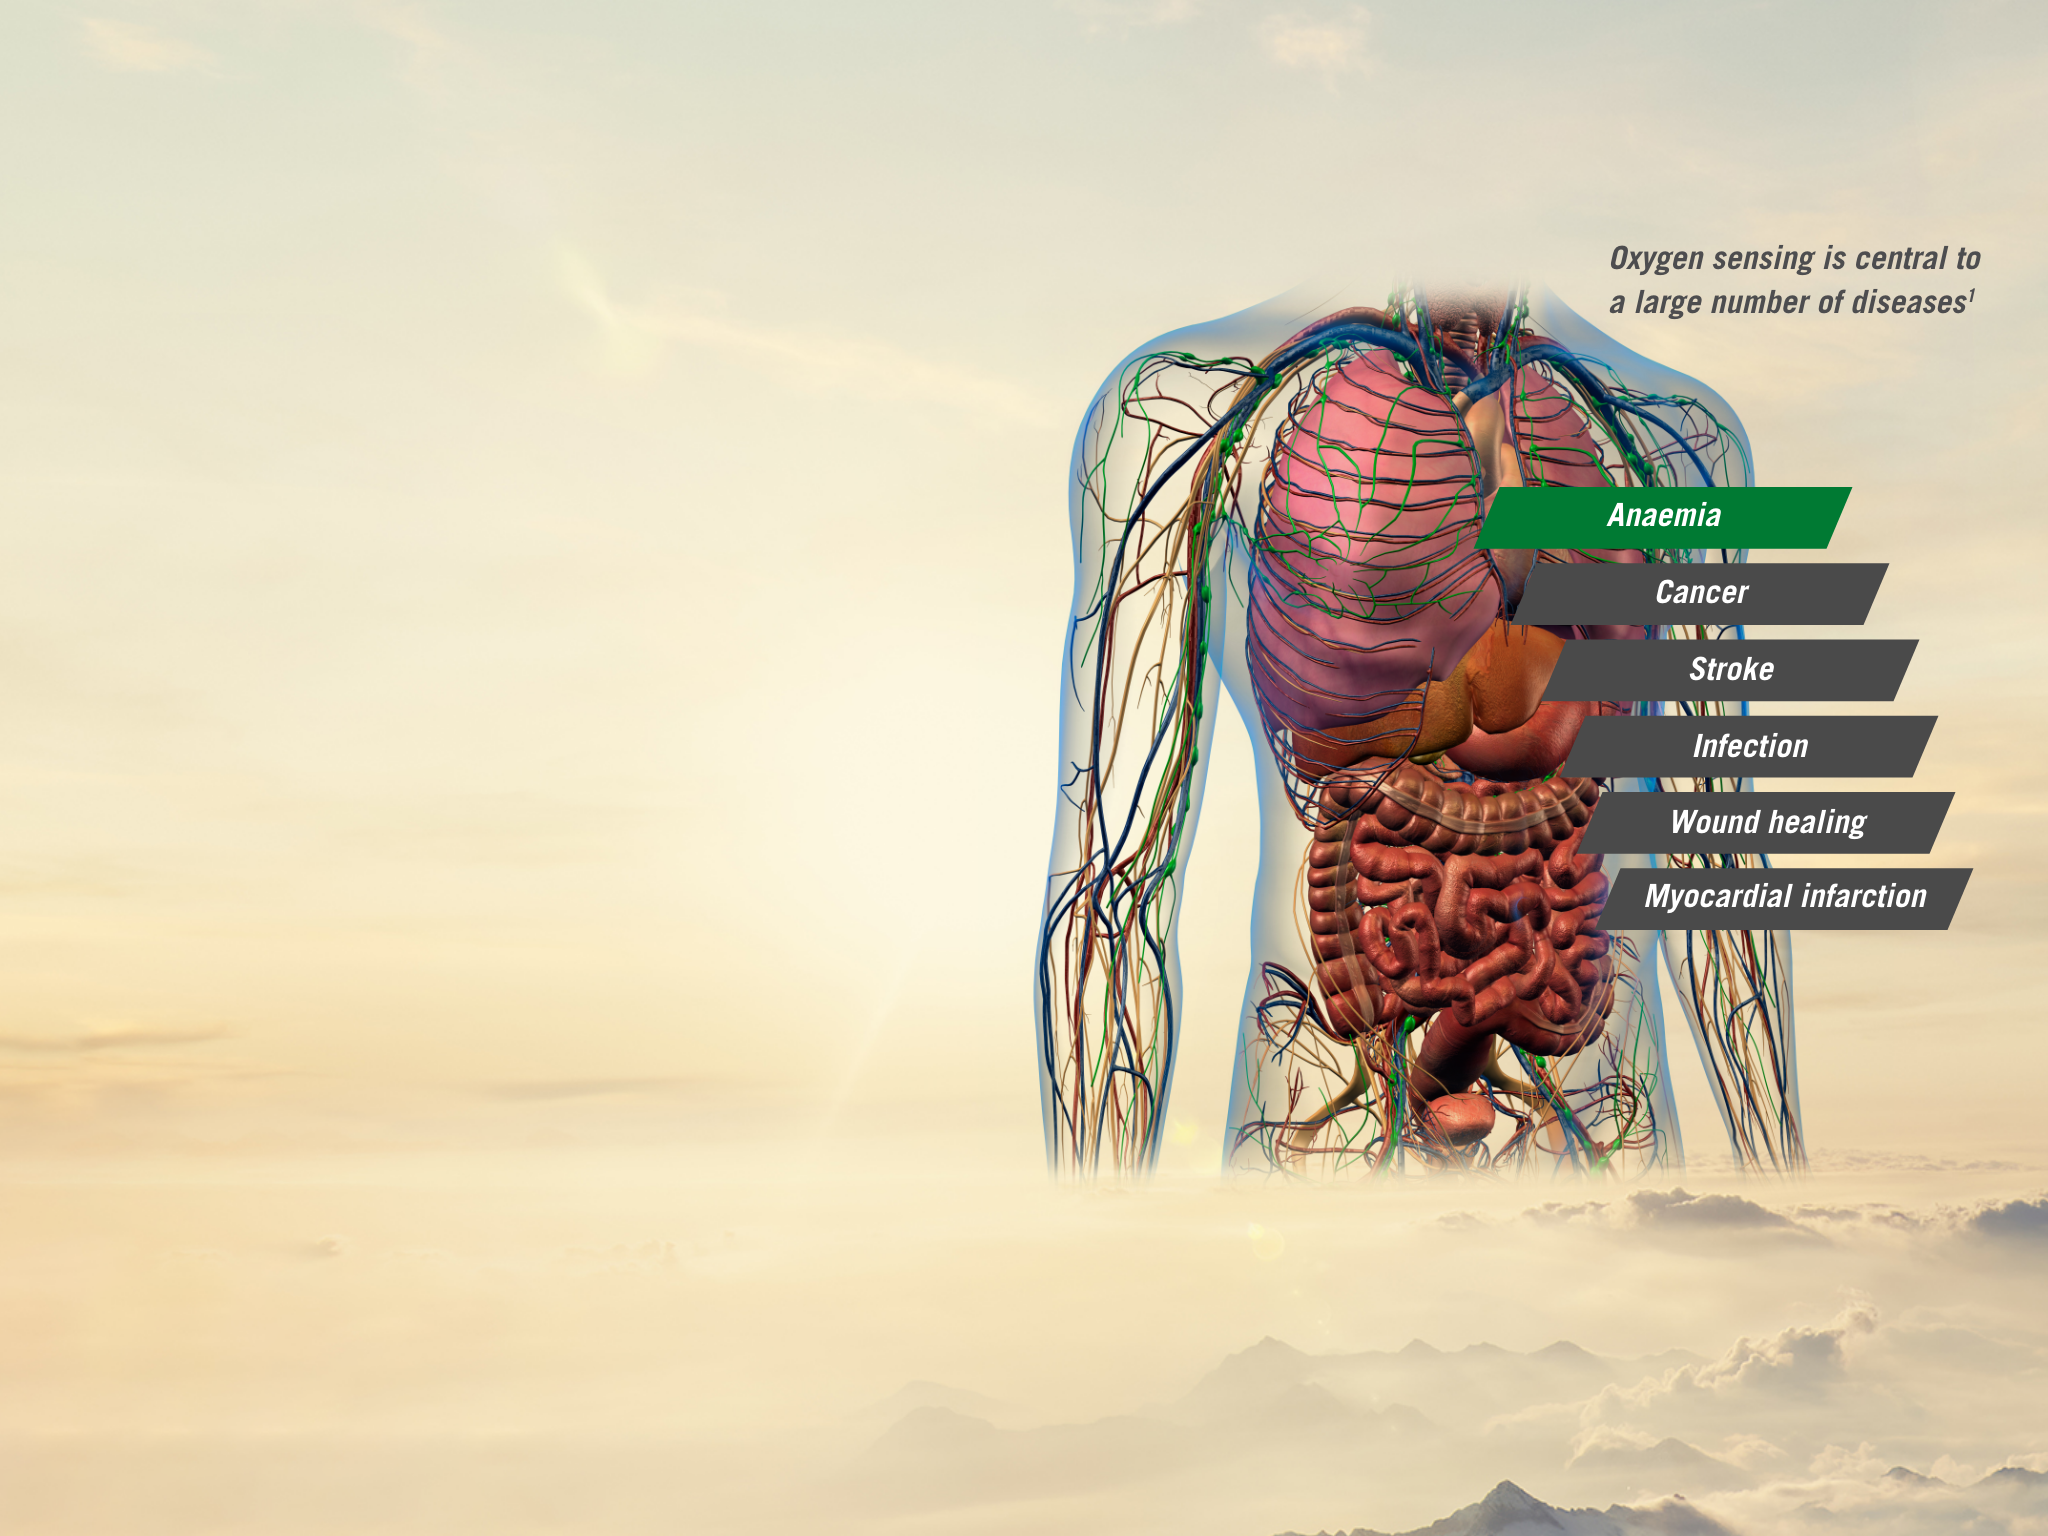 Oxygen sensing is central to
a large number of diseases¹
Anaemia
Cancer
Stroke
Infection
Wound healing
Myocardial infarction